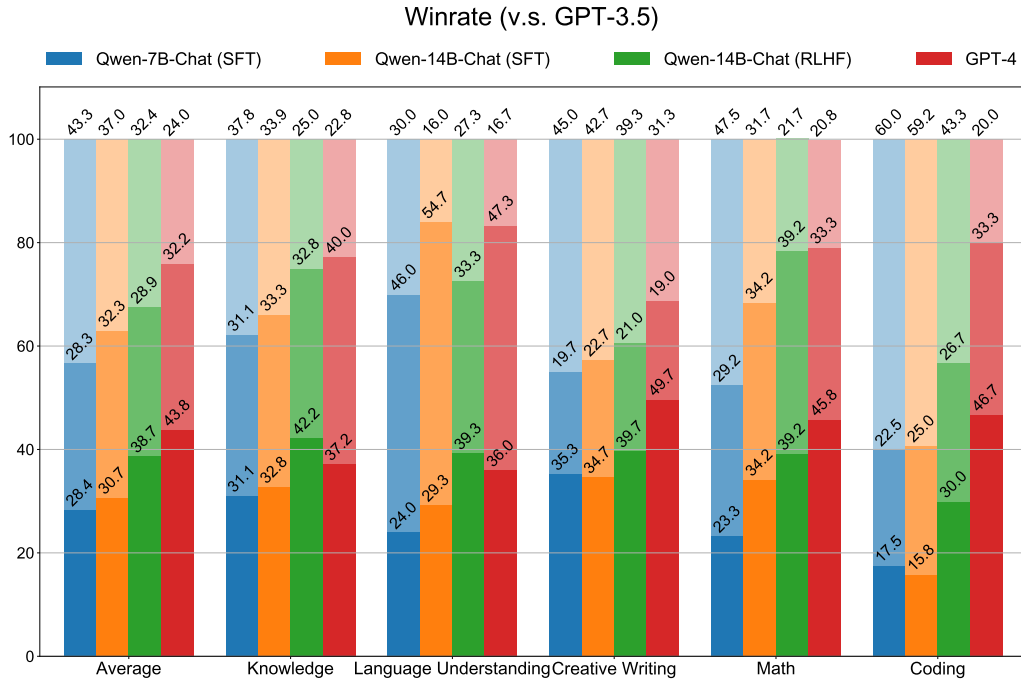 Winrate (v.s. GPT-3.5)
Qwen-7B-Chat (SFT) Qwen-14B-Chat (SFT) Qwen-14B-Chat (RLHF) GPT-4
43.3 37.0 32.4 24.0 37.8 33.9 25.0 22.8 30.0 16.0 27.3 16.7 45.0 42.7 39.3 31.3 47.5 31.7 21.7 20.8 60.0 59.2 43.3 20.0
100
28.3 32.3 28.9 32.2 31.1 33.3 32.8 40.0 46.0 54.7 33.3 47.3 19.7 22.7 21.0 19.0 29.2 34.2 39.2 33.3 22.5 25.0 26.7 33.3
80
60
28.4 30.7 38.7 43.8 31.1 32.8 42.2 37.2 24.0 29.3 39.3 36.0 35.3 34.7 39.7 49.7 23.3 34.2 39.2 45.8 17.5 15.8 30.0 46.7
40
20
0
Average Knowledge Language Understanding Creative Writing Math Coding